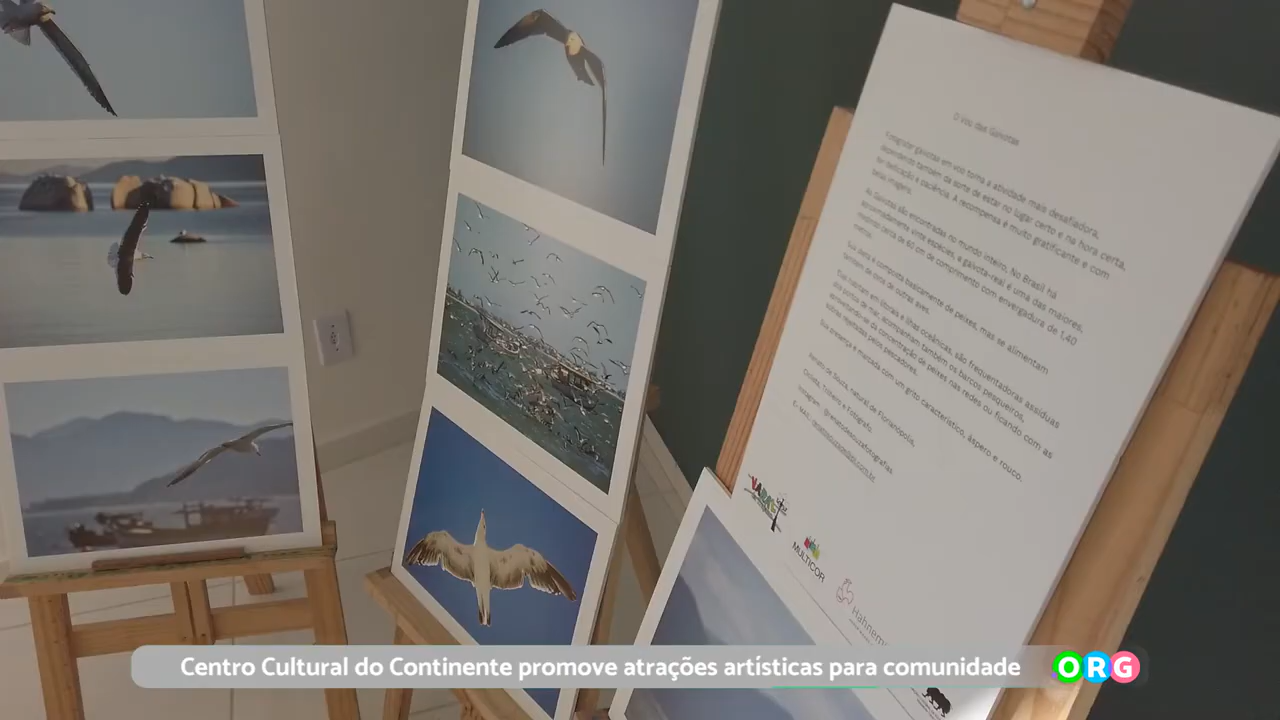 O Voo das Gaivotas
Fotografar gaivotas em voo torna a atividade mais desafiadora,
dependendo também da sorte de estar no lugar certo e na hora certa,
ter dedicação e paciência. A recompensa é muito gratificante e com
belas imagens.
As Gaivotas são encontradas no mundo inteiro. No Brasil há
aproximadamente vinte espécies, a gaivota-real é uma das maiores,
medindo cerca de 60 cm de comprimento com envergadura de 1,40
metros.
Sua dieta é composta basicamente de peixes, mas se alimentam
também de ovos de outras aves.
Elas habitam em litorais e ilhas oceânicas, são frequentadoras assíduas
dos portos de mar, acompanham também os barcos pesqueiros,
aproveitando-se da concentração de peixes nas redes ou ficando com as
sobras rejeitadas pelos pescadores.
Sua presença é marcada com um grito característico, áspero e rouco.
Renato de Souza, natural de Florianópolis,
e Fotógrafo.
Instagram: @renatodesouzafotografias
E- MAIL:
MULTICOR
Hahnem
Centro Cultural do Continente promove atrações artísticas para comunidade
ORG